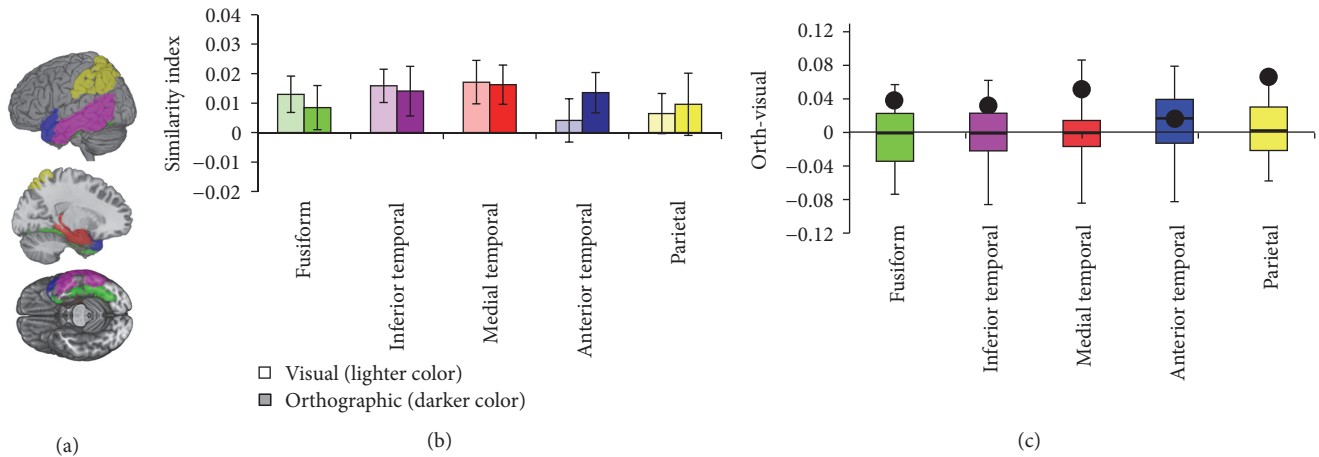 0.04
0.03
0.02
0.01
0
−0.01
−0.02
Similarity index
Fusiform
Inferior temporal
Medial temporal
Anterior temporal
Parietal
Visual (lighter color)
Orthographic (darker color)
0.12
0.08
0.04
0
−0.04
−0.08
−0.12
Orth-visual
Fusiform
Inferior temporal
Medial temporal
Anterior temporal
Parietal
(a)
(b)
(c)